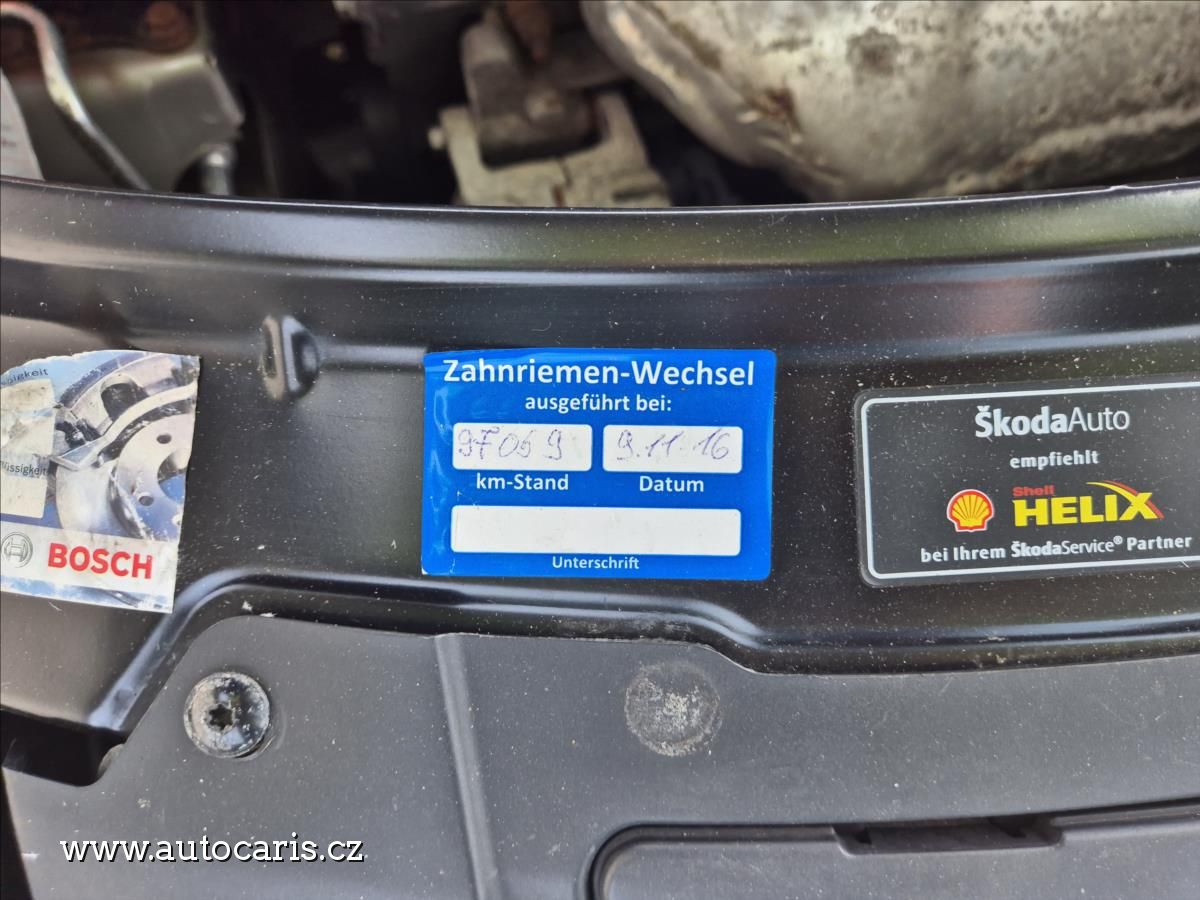 Zahnriemen-Wechsel
ausgeführt bei:
97059 9.11.16
km-Stand Datum
Unterschrift
ŠkodaAuto
empfiehlt
Shell
HELIX
bei Ihrem ŠkodaService® Partner
BOSCH
www.autocaris.cz